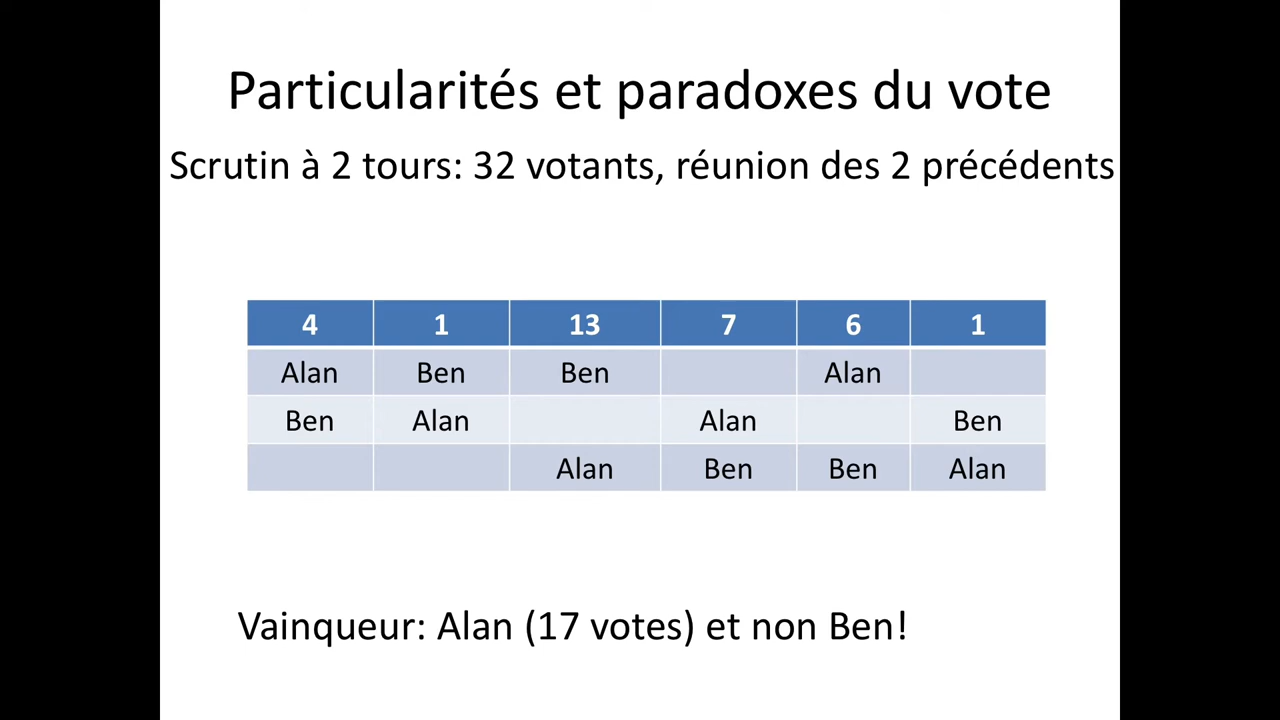 Particularités et paradoxes du vote
Scrutin à 2 tours: 32 votants, réunion des 2 précédents
4 1 13 7 6 1
Alan Ben Ben Alan
Ben Alan Alan Ben
Alan Ben Ben Alan
Vainqueur: Alan (17 votes) et non Ben!